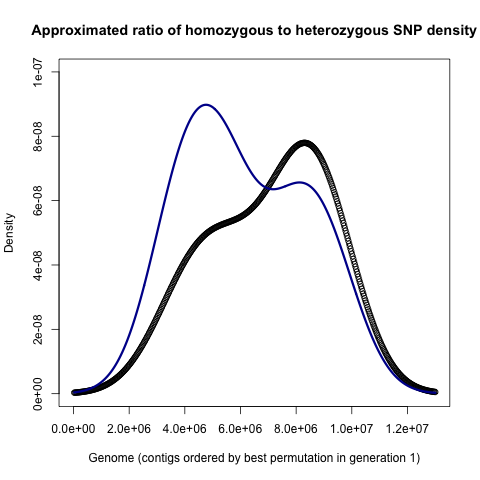 Approximated ratio of homozygous to heterozygous SNP density
1e-07
8e-08
6e-08
4e-08
2e-08
0e+00
Density
0.0e+00 2.0e+06 4.0e+06 6.0e+06 8.0e+06 1.0e+07 1.2e+07
Genome (contigs ordered by best permutation in generation 1)